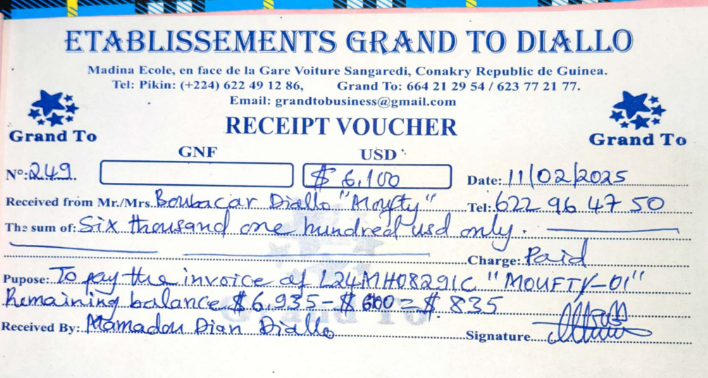 ETABLISSEMENTS GRAND TO DIALLO
Madina Ecole, en face de la Gare Voiture Sangaredi, Conakry Republic de Guinea.
Tel: Pikin: (+224) 622 49 12 86, Grand To: 664 21 29 54 / 623 77 21 77.
Email: grandtobusiness@gmail.com
Grand To
RECEIPT VOUCHER
Grand To
GNF USD
N°: 249. $ 6,100 Date: 11/02/2025
Received from Mr./Mrs. Boubacar Diallo "Moufty" Tel: 622 96 47 50
The sum of: Six thousand one hundred usd only.
Charge: Paid
Pupose: To pay the invoice of L24MH0829IC "MOUFTY-01"
Remaining balance $6,935 - $ = $ 835
Received By: Mamadou Dian Diallo Signature
Grand To